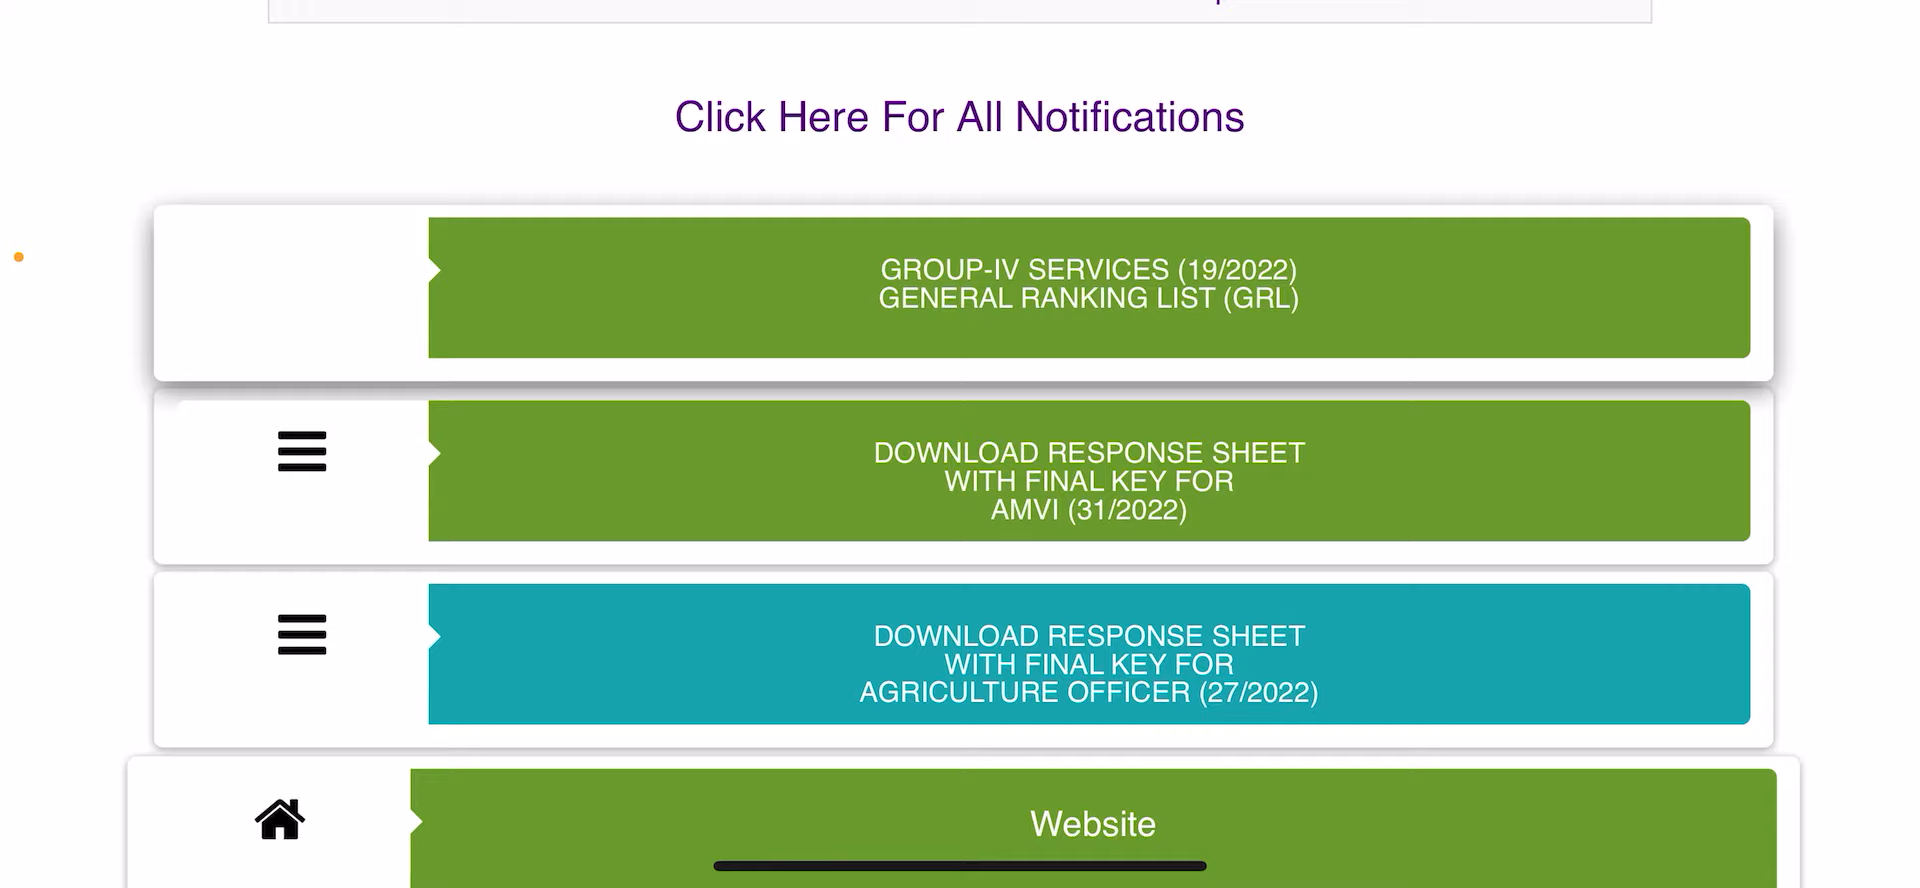 Click Here For All Notifications
GROUP-IV SERVICES (19/2022)
GENERAL RANKING LIST (GRL)
DOWNLOAD RESPONSE SHEET
WITH FINAL KEY FOR
AMVI (31/2022)
DOWNLOAD RESPONSE SHEET
WITH FINAL KEY FOR
AGRICULTURE OFFICER (27/2022)
Website